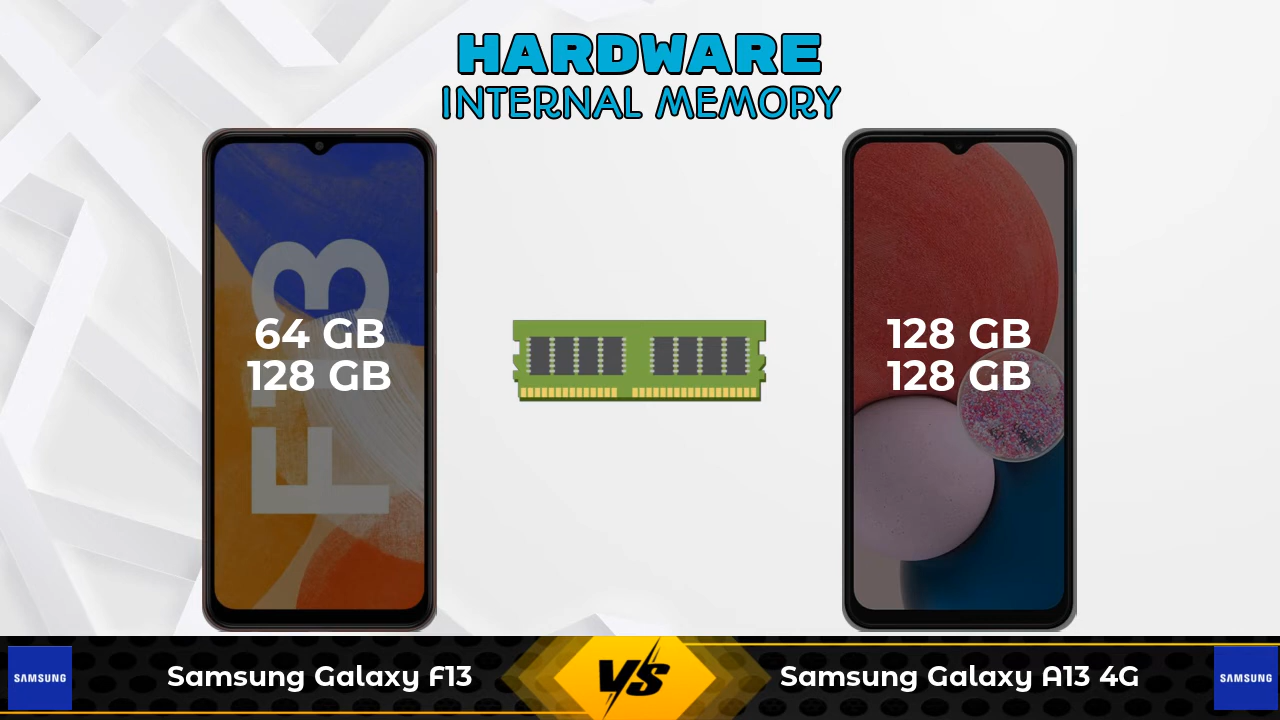 HARDWARE
INTERNAL MEMORY
F13
64 GB
128 GB
128 GB
128 GB
SAMSUNG
Samsung Galaxy F13
VS
Samsung Galaxy A13 4G
SAMSUNG